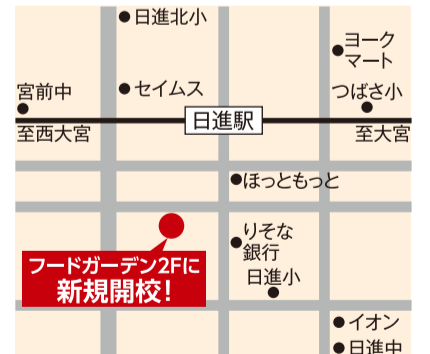 日進北小
ヨーク
マート
宮前中
セイムス
つばさ小
日進駅
至西大宮
至大宮
ほっともっと
りそな
銀行
フードガーデン2Fに
新規開校!
日進小
イオン
日進中